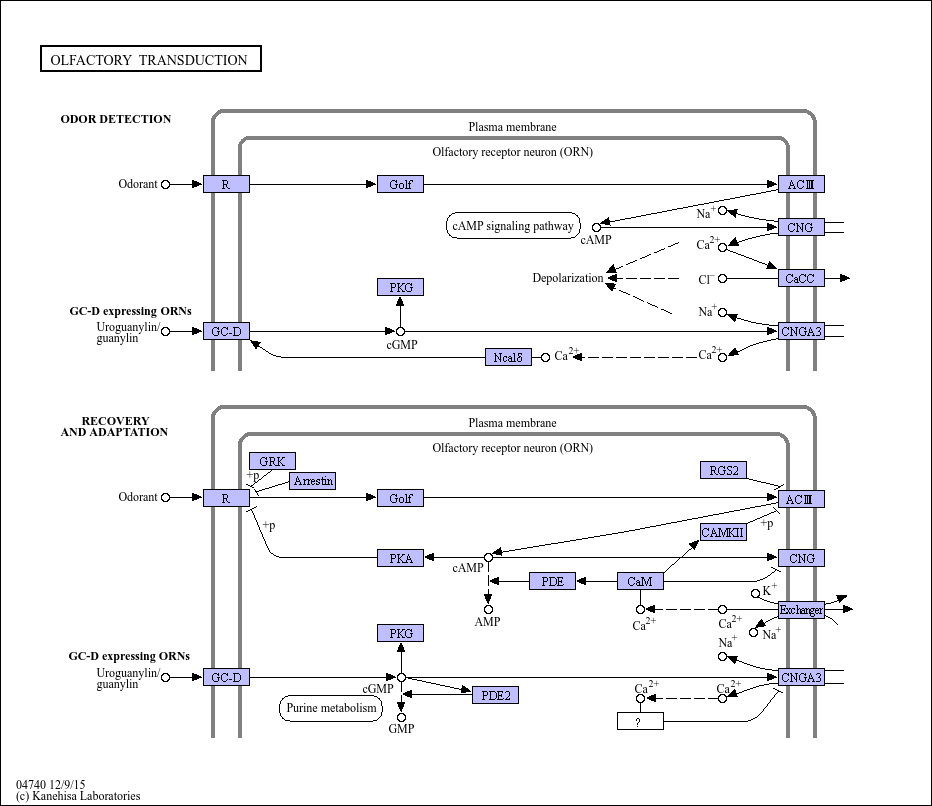 OLFACTORY TRANSDUCTION
ODOR DETECTION
Plasma membrane
Olfactory receptor neuron (ORN)
Odorant
R
Golf
ACIII
Na+
cAMP signaling pathway
cAMP
CNG
Ca2+
Depolarization
Cl−
CaCC
PKG
GC-D expressing ORNs
Na+
Uroguanylin/
guanylin
GC-D
cGMP
CNGA3
Ncalδ
Ca2+
Ca2+
RECOVERY
AND ADAPTATION
Plasma membrane
Olfactory receptor neuron (ORN)
GRK
+p
Arrestin
RGS2
Odorant
R
Golf
ACIII
+p
+p
CAMKII
PKA
cAMP
CNG
PDE
CaM
K+
AMP
Exchanger
Ca2+
Ca2+
Na+
PKG
Na+
GC-D expressing ORNs
Uroguanylin/
guanylin
GC-D
cGMP
CNGA3
PDE2
Ca2+
Ca2+
Purine metabolism
?
GMP
04740 12/9/15
(c) Kanehisa Laboratories